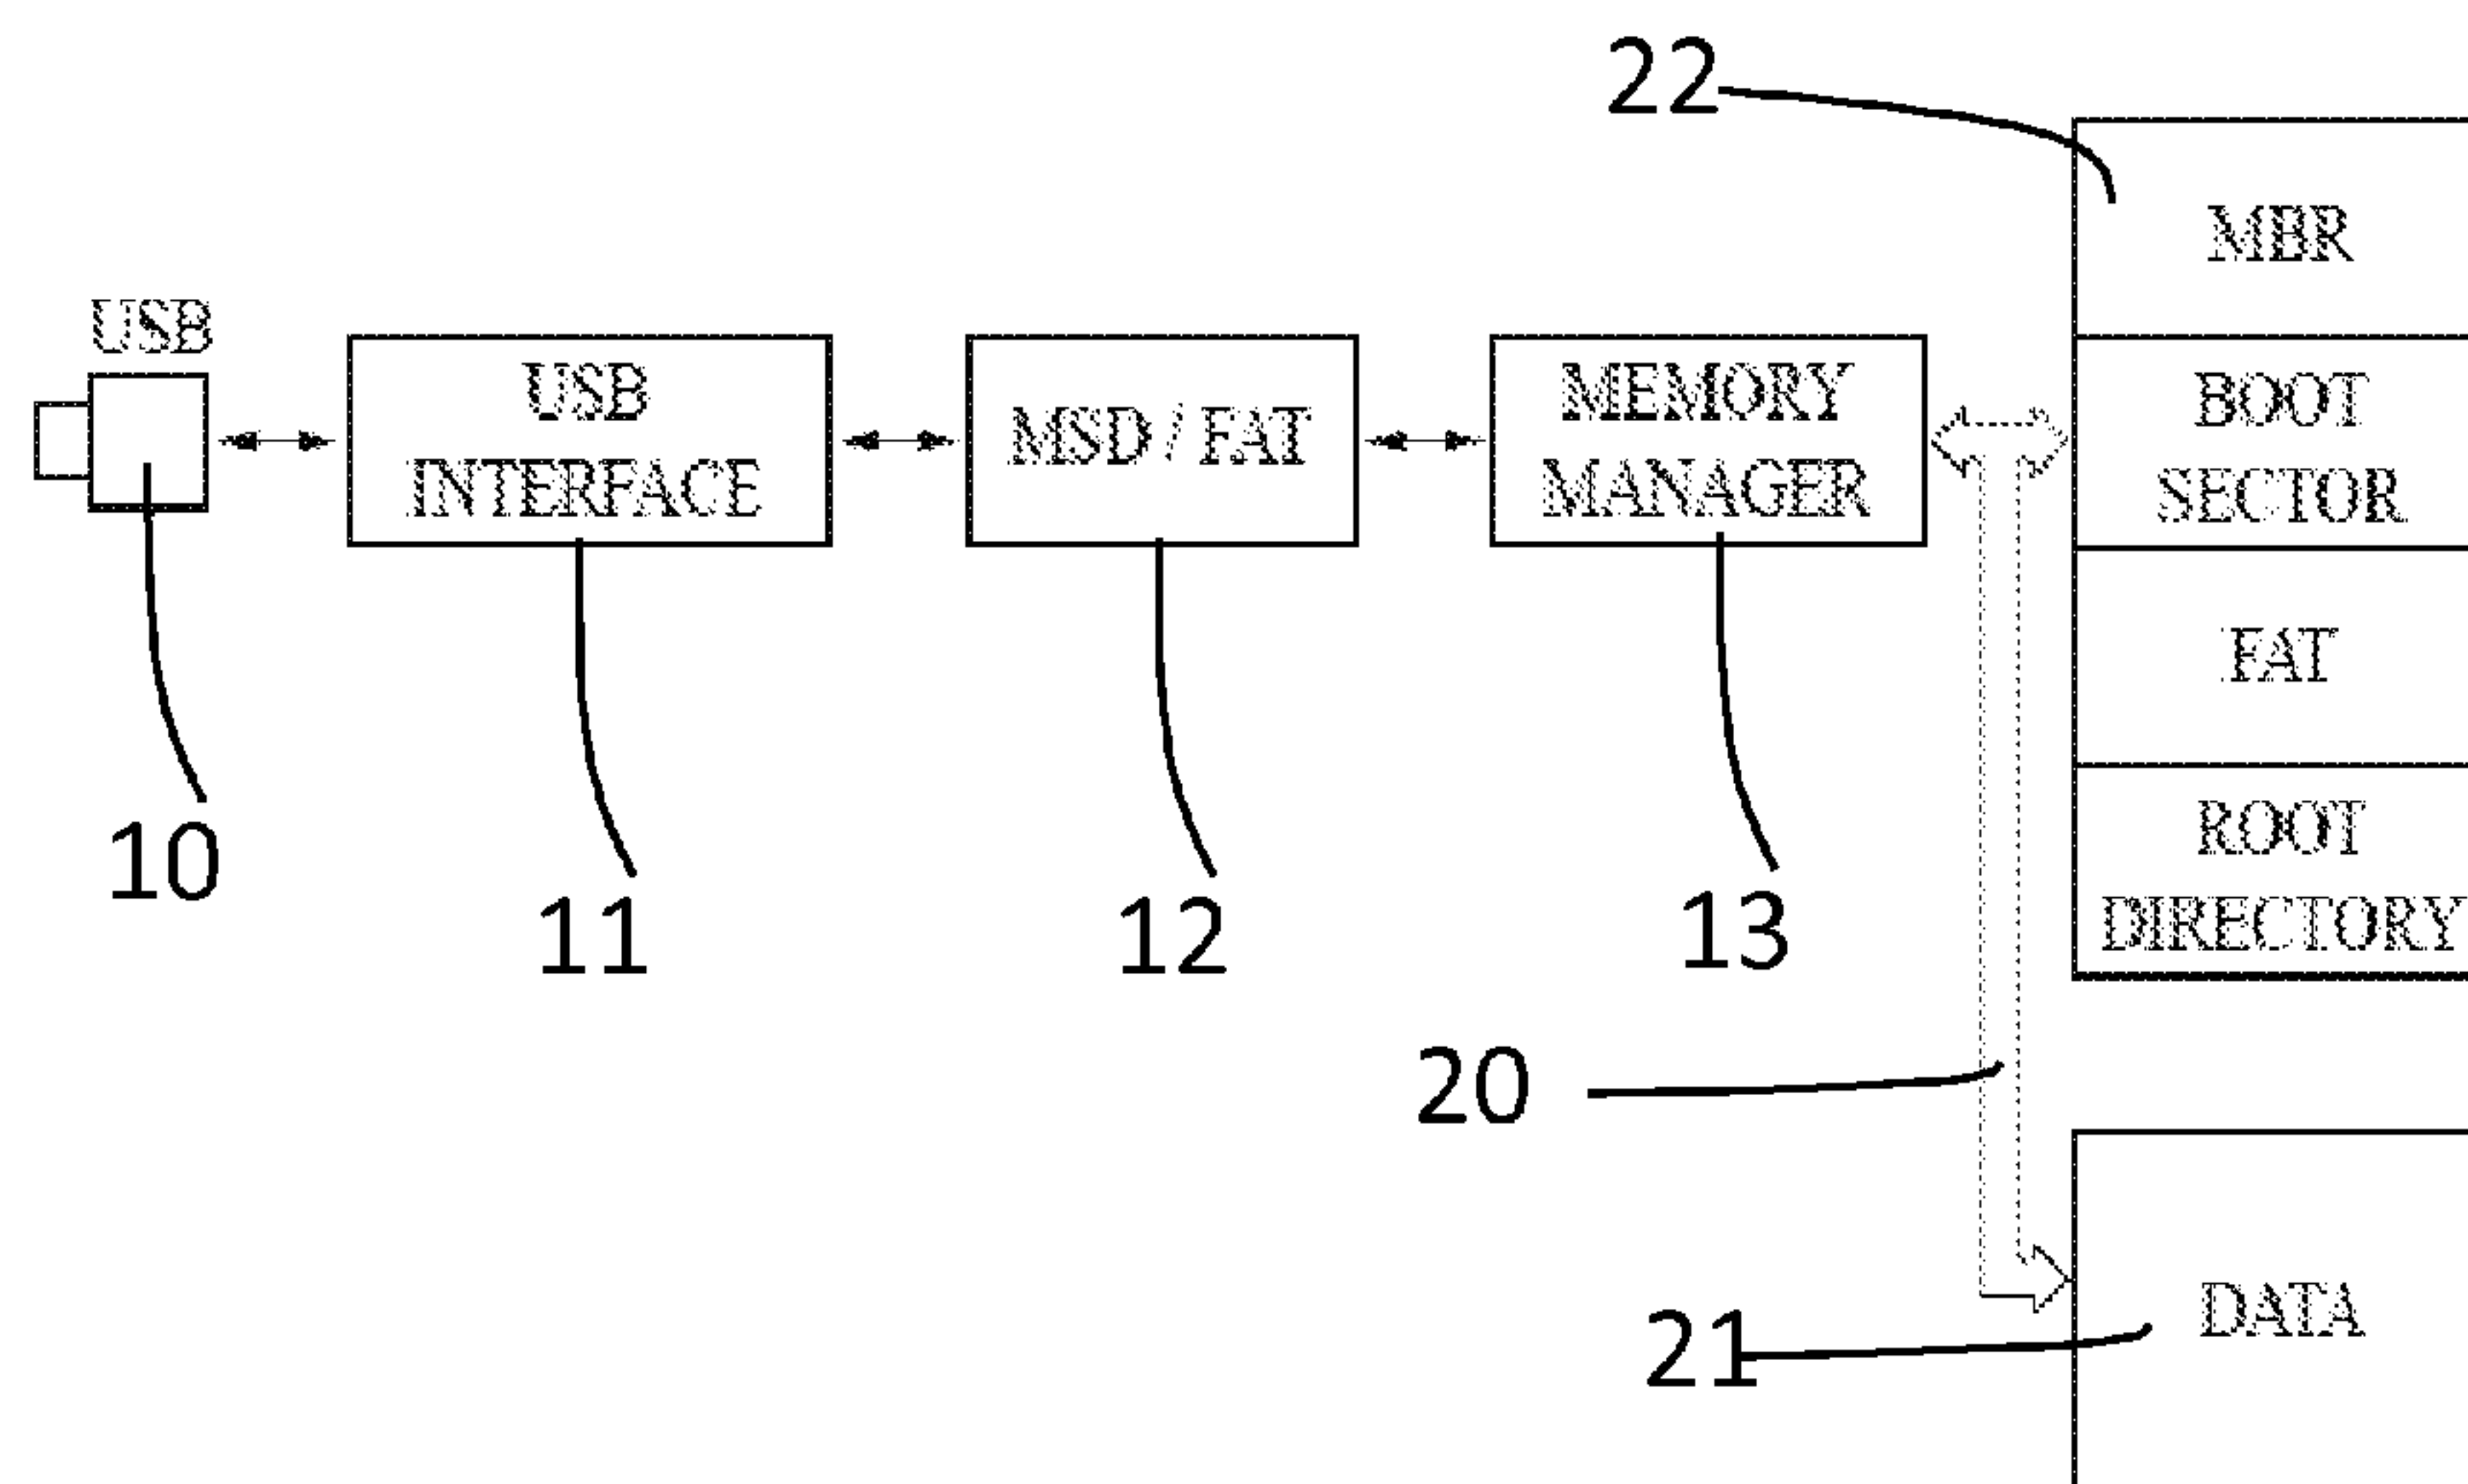 22
MBR
USB
USB
INTERFACE
MSD / FAT
MEMORY
MANAGER
BOOT
SECTOR
FAT
ROOT
DIRECTORY
10
11
12
13
20
21
DATA